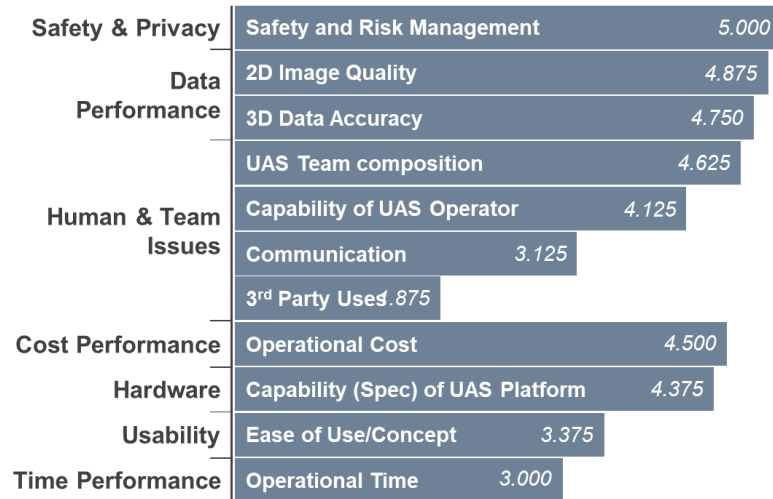 Safety & Privacy
Safety and Risk Management 5.000
Data
Performance
2D Image Quality 4.875
3D Data Accuracy 4.750
Human & Team
Issues
UAS Team composition 4.625
Capability of UAS Operator 4.125
Communication 3.125
3rd Party Uses .875
Cost Performance
Operational Cost 4.500
Hardware
Capability (Spec) of UAS Platform 4.375
Usability
Ease of Use/Concept 3.375
Time Performance
Operational Time 3.000